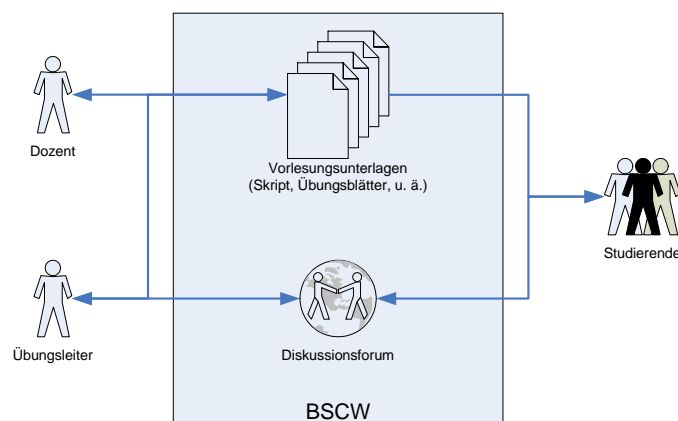 Dozent
Vorlesungsunterlagen
(Skript, Übungsblätter, u. ä.)
Studierende
Übungsleiter
Diskussionsforum
BSCW